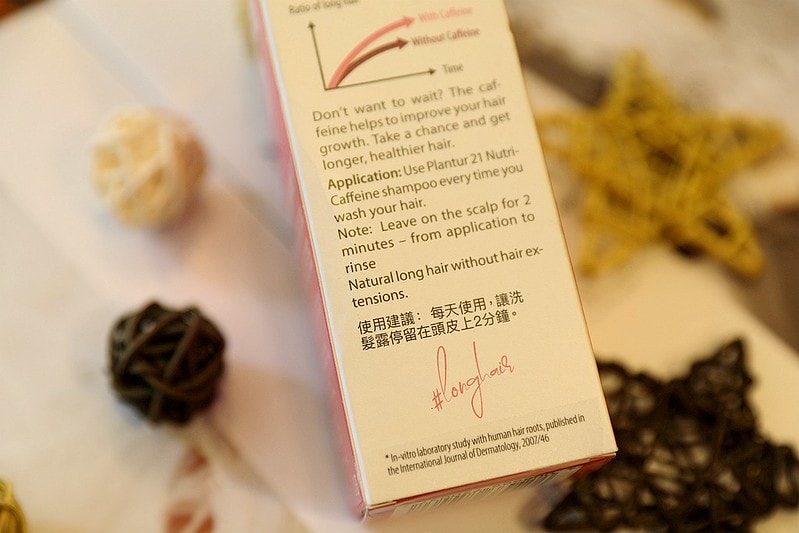 Ratio of long hair
With Caffeine
Without Caffeine
Time
Don't want to wait? The caf-
feine helps to improve your hair
growth. Take a chance and get
longer, healthier hair.
Application: Use Plantur 21 Nutri-
Caffeine shampoo every time you
wash your hair.
Note: Leave on the scalp for 2
minutes – from application to
rinse
Natural long hair without hair ex-
tensions.
使用建議： 每天使用，讓洗
髮露停留在頭皮上2分鐘。
#longhair
* In-vitro laboratory study with human hair roots, published in
the International Journal of Dermatology, 2007/46